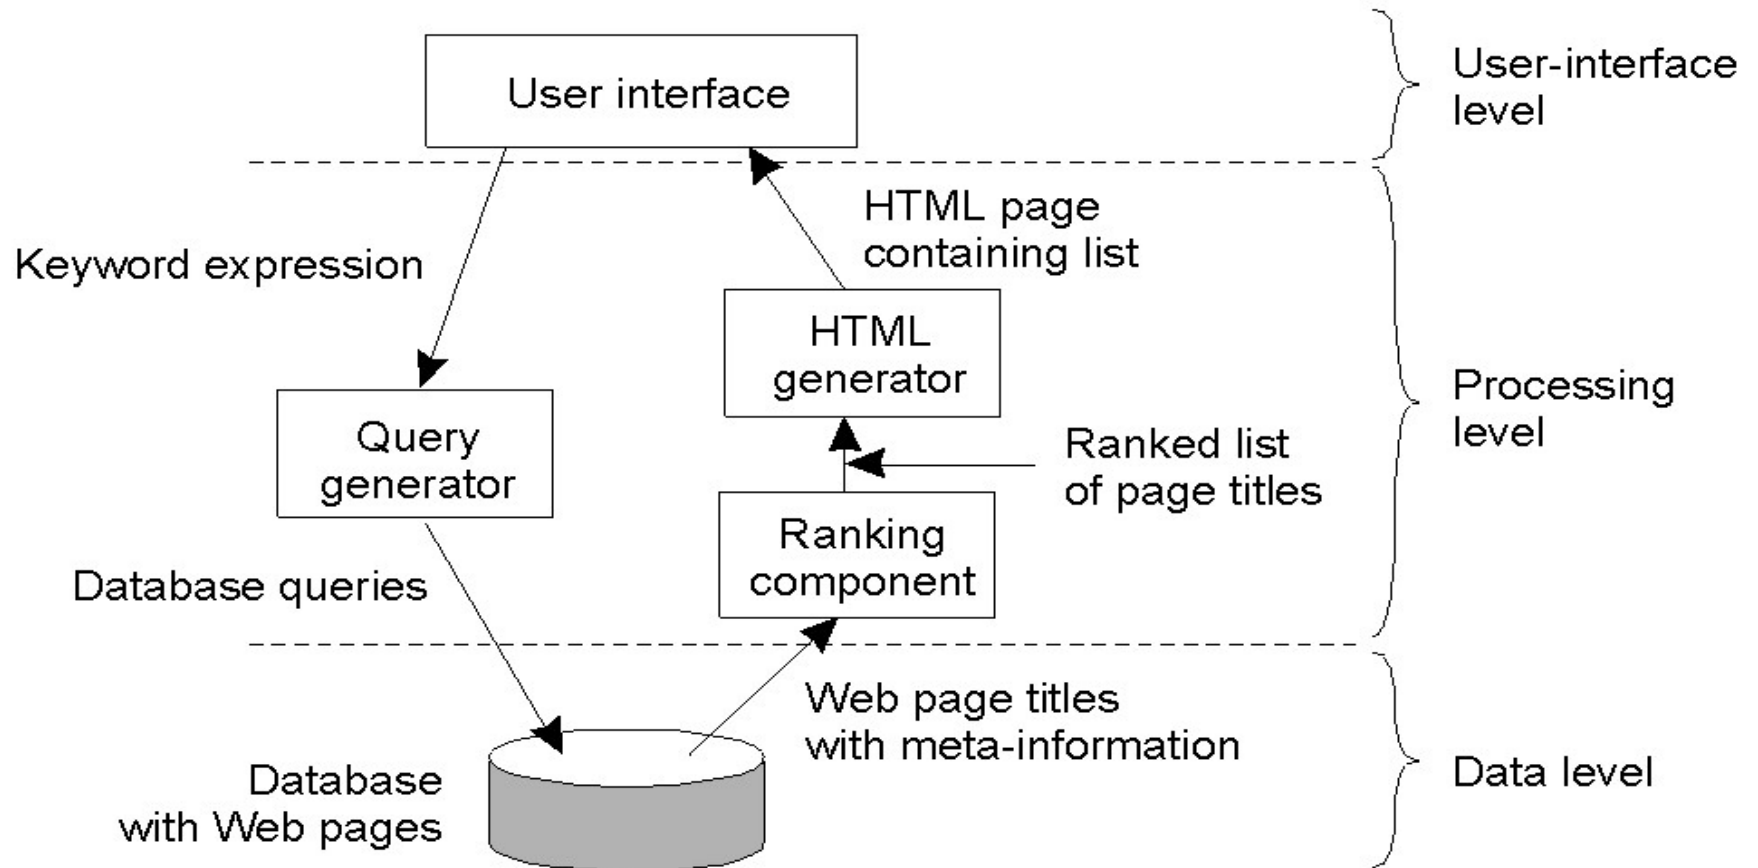 User interface
User-interface
level
HTML page
containing list
Keyword expression
HTML
generator
Processing
level
Query
generator
Ranked list
of page titles
Ranking
component
Database queries
Web page titles
with meta-information
Data level
Database
with Web pages